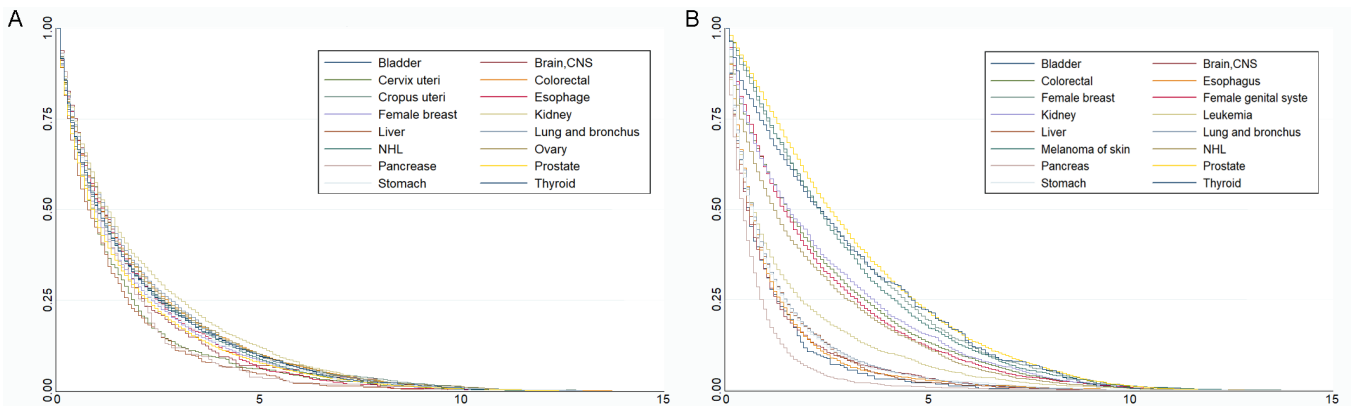 A
B
1.00
0.75
0.50
0.25
0.00
0
5
10
15
Bladder
Brain,CNS
Cervix uteri
Colorectal
Cropus uteri
Esophage
Female breast
Kidney
Liver
Lung and bronchus
NHL
Ovary
Pancrease
Prostate
Stomach
Thyroid
1.00
0.75
0.50
0.25
0.00
0
5
10
15
Bladder
Brain,CNS
Colorectal
Esophagus
Female breast
Female genital syste
Kidney
Leukemia
Liver
Lung and bronchus
Melanoma of skin
NHL
Pancreas
Prostate
Stomach
Thyroid